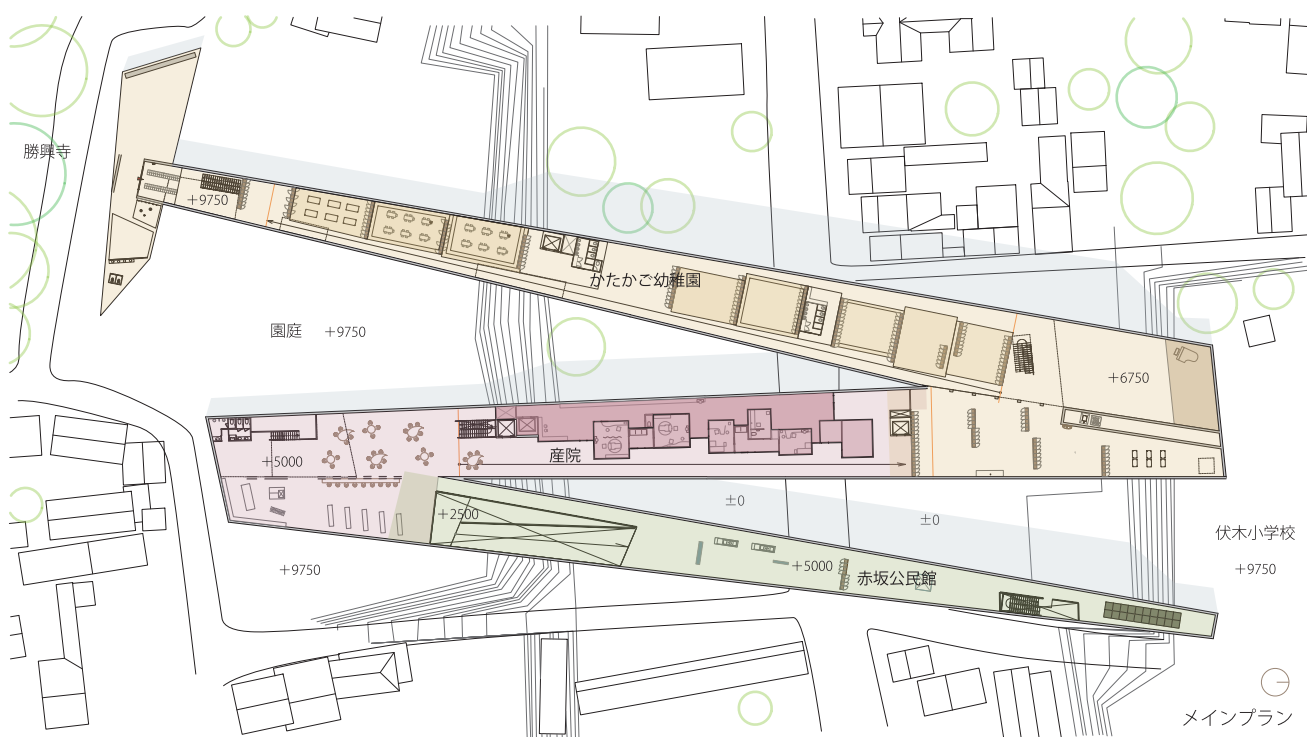 勝興寺
+9750
かたかご幼稚園
園庭 +9750
+6750
+5000
産院
±0
+2500
±0
伏木小学校
+9750
+5000
赤坂公民館
+9750
メインプラン